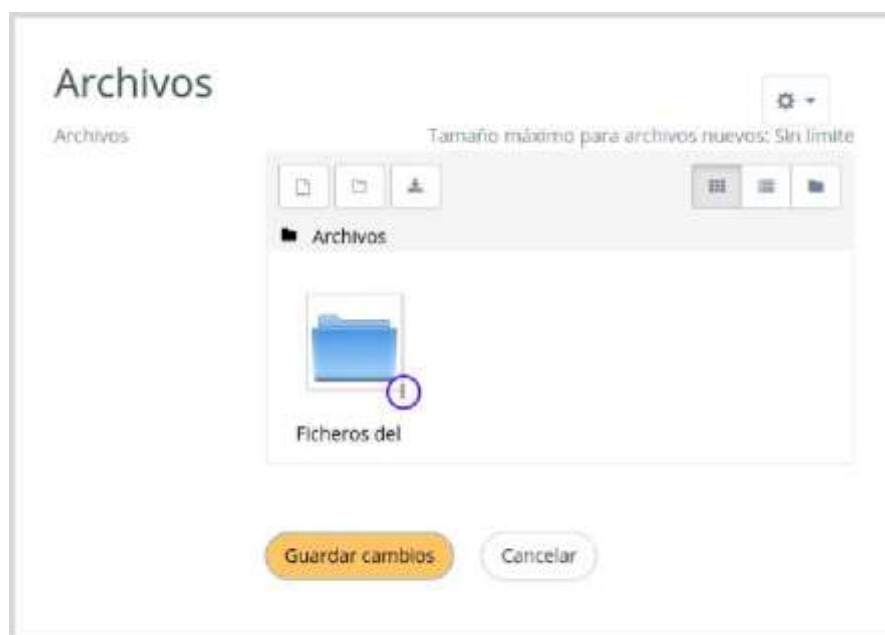 Archivos
Archivos
Tamaño máximo para archivos nuevos: Sin límite
Archivos
Ficheros del
Guardar cambios
Cancelar